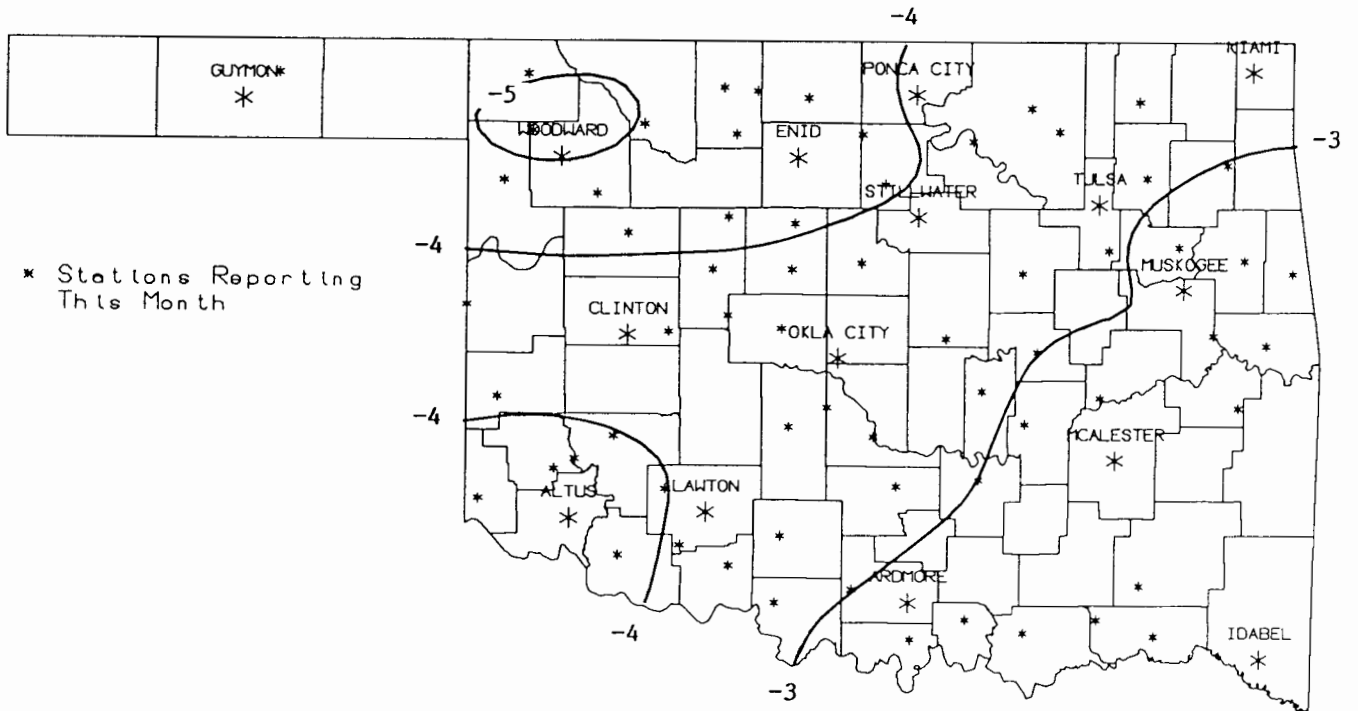 -4
NIAMI
GUYMON
PONCA CITY
-5
WOODWARD
ENID
-3
TULSA
STILLWATER
-4
* Stations Reporting
This Month
MUSKOGEE
CLINTON
OKLA CITY
-4
MCALESTER
ALTUS
LAWTON
ARDMORE
-4
IDABEL
-3